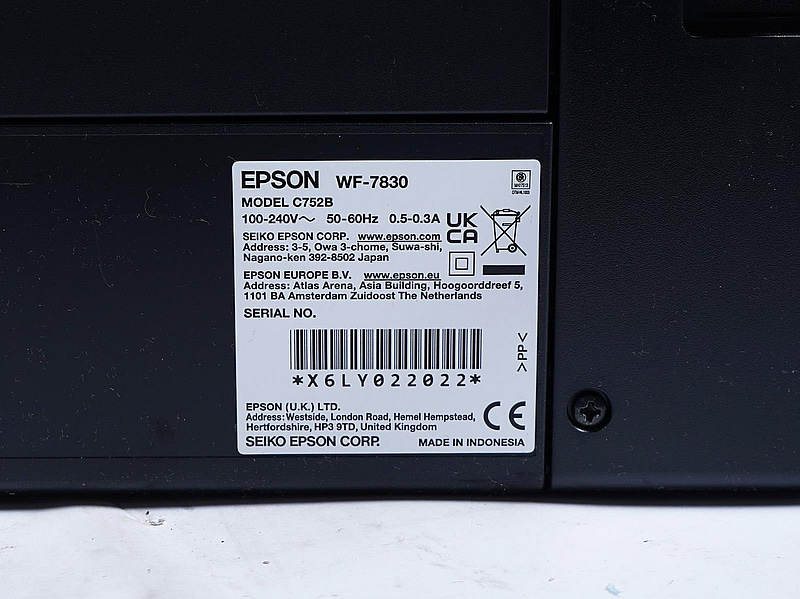 EPSON WF-7830
MODEL C752B
100-240V～ 50-60Hz 0.5-0.3A
UK
CA
SEIKO EPSON CORP. www.epson.com
Address: 3-5, Owa 3-chome, Suwa-shi,
Nagano-ken 392-8502 Japan
EPSON EUROPE B.V. www.epson.eu
Address: Atlas Arena, Asia Building, Hoogoorddreef 5,
1101 BA Amsterdam Zuidoost The Netherlands
SERIAL NO.
*X6LY022022*
>PP<
EPSON (U.K.) LTD.
Address: Westside, London Road, Hemel Hempstead,
Hertfordshire, HP3 9TD, United Kingdom
CE
SEIKO EPSON CORP. MADE IN INDONESIA